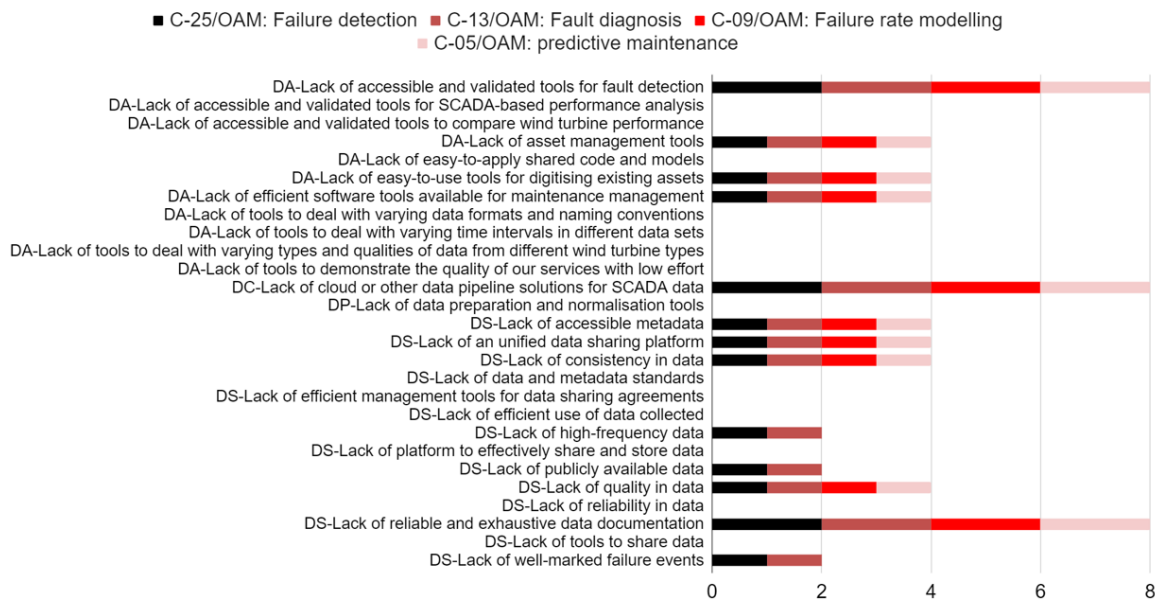 C-25/OAM: Failure detection C-13/OAM: Fault diagnosis C-09/OAM: Failure rate modelling
C-05/OAM: predictive maintenance
DA-Lack of accessible and validated tools for fault detection
DA-Lack of accessible and validated tools for SCADA-based performance analysis
DA-Lack of accessible and validated tools to compare wind turbine performance
DA-Lack of asset management tools
DA-Lack of easy-to-apply shared code and models
DA-Lack of easy-to-use tools for digitising existing assets
DA-Lack of efficient software tools available for maintenance management
DA-Lack of tools to deal with varying data formats and naming conventions
DA-Lack of tools to deal with varying time intervals in different data sets
DA-Lack of tools to deal with varying types and qualities of data from different wind turbine types
DA-Lack of tools to demonstrate the quality of our services with low effort
DC-Lack of cloud or other data pipeline solutions for SCADA data
DP-Lack of data preparation and normalisation tools
DS-Lack of accessible metadata
DS-Lack of an unified data sharing platform
DS-Lack of consistency in data
DS-Lack of data and metadata standards
DS-Lack of efficient management tools for data sharing agreements
DS-Lack of efficient use of data collected
DS-Lack of high-frequency data
DS-Lack of platform to effectively share and store data
DS-Lack of publicly available data
DS-Lack of quality in data
DS-Lack of reliability in data
DS-Lack of reliable and exhaustive data documentation
DS-Lack of tools to share data
DS-Lack of well-marked failure events
0 2 4 6 8